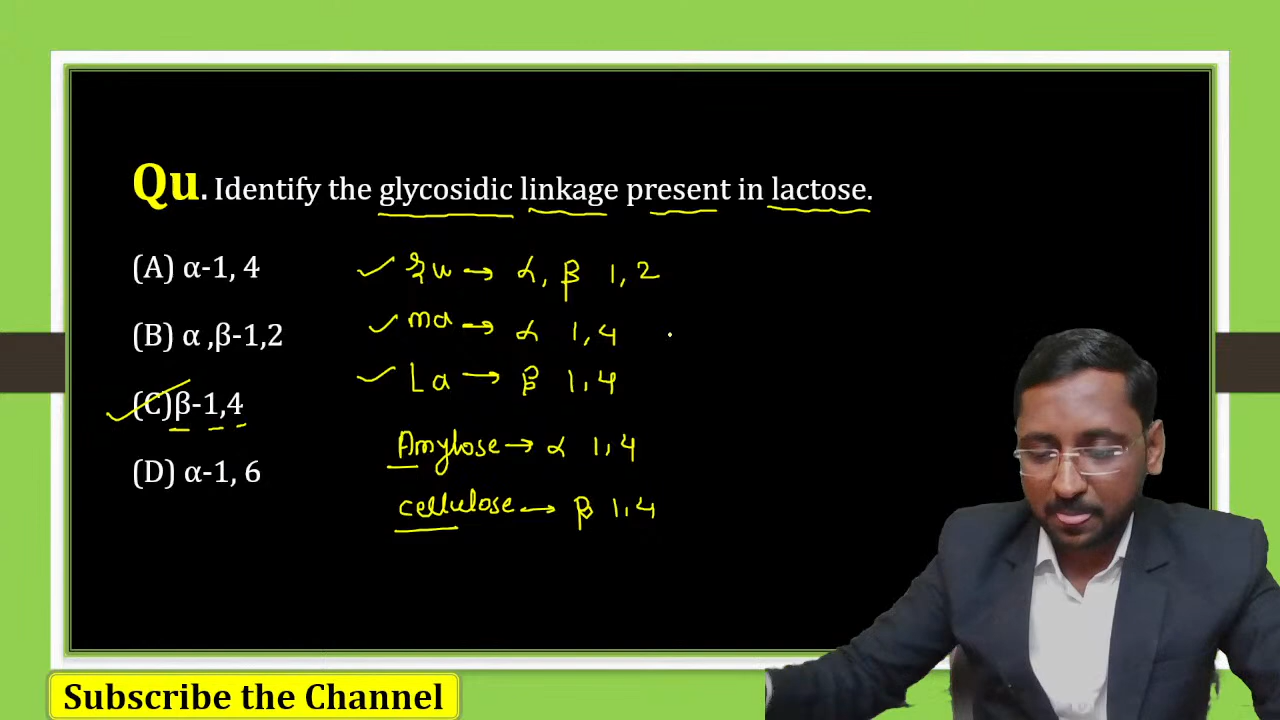 Qu. Identify the glycosidic linkage present in lactose.
(A) α-1, 4
(B) α ,β-1,2
(C)β-1,4
(D) α-1, 6
→ α, β 1,2
ma → α 1,4
La → β 1,4
Amylose → α 1,4
cellulose → β 1,4
Subscribe the Channel